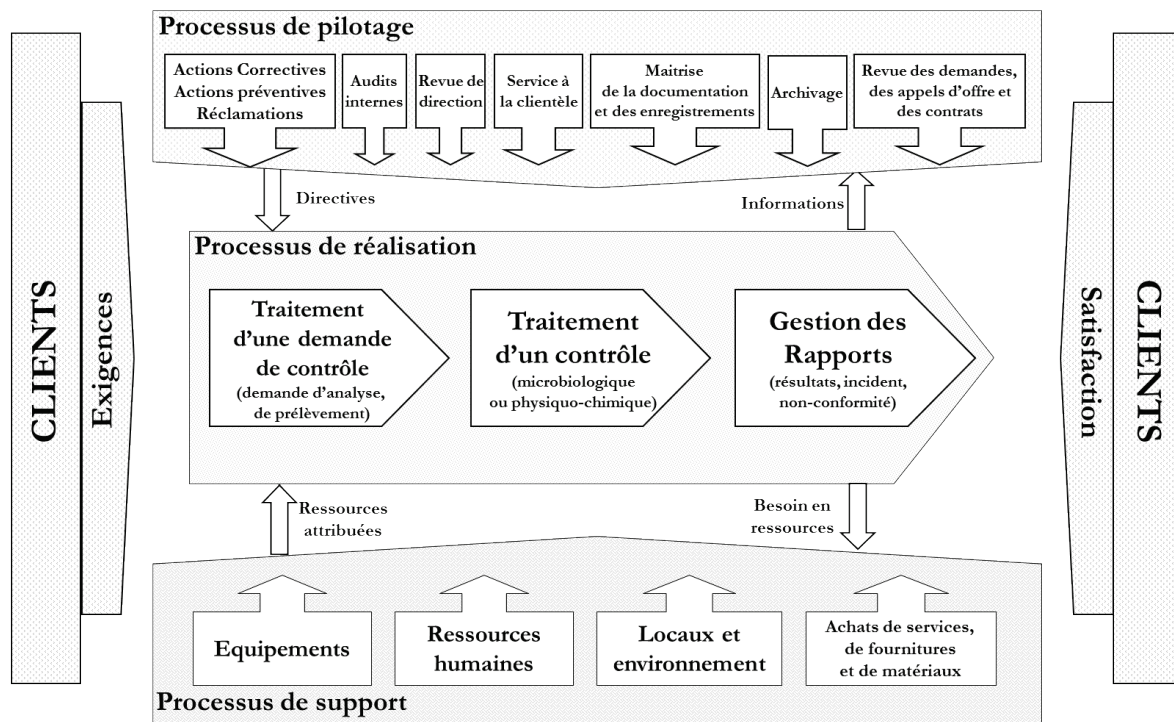 Processus de pilotage
Actions Correctives
Actions préventives
Réclamations
Audits
internes
Revue de
direction
Service à
la clientèle
Maitrise
de la documentation
et des enregistrements
Archivage
Revue des demandes,
des appels d'offre et
des contrats
Directives
Informations
CLIENTS
Exigences
Processus de réalisation
Traitement
d'une demande
de contrôle
(demande d'analyse,
de prélèvement)
Traitement
d'un contrôle
(microbiologique
ou physiquo-chimique)
Gestion des
Rapports
(résultats, incident,
non-conformité)
Satisfaction
CLIENTS
Ressources
attribuées
Besoin en
ressources
Equipements
Ressources
humaines
Locaux et
environnement
Achats de services,
de fournitures
et de matériaux
Processus de support